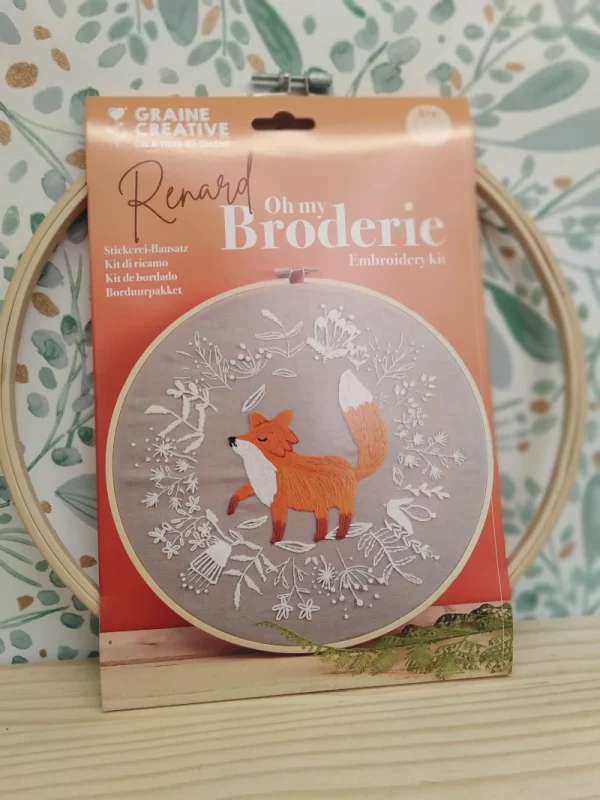 GRAINE
CREATIVE
Renard
Oh my
Broderie
Embroidery kit
Stickerei-Bausatz
Kit di ricamo
Kit de bordado
Borduurpakket